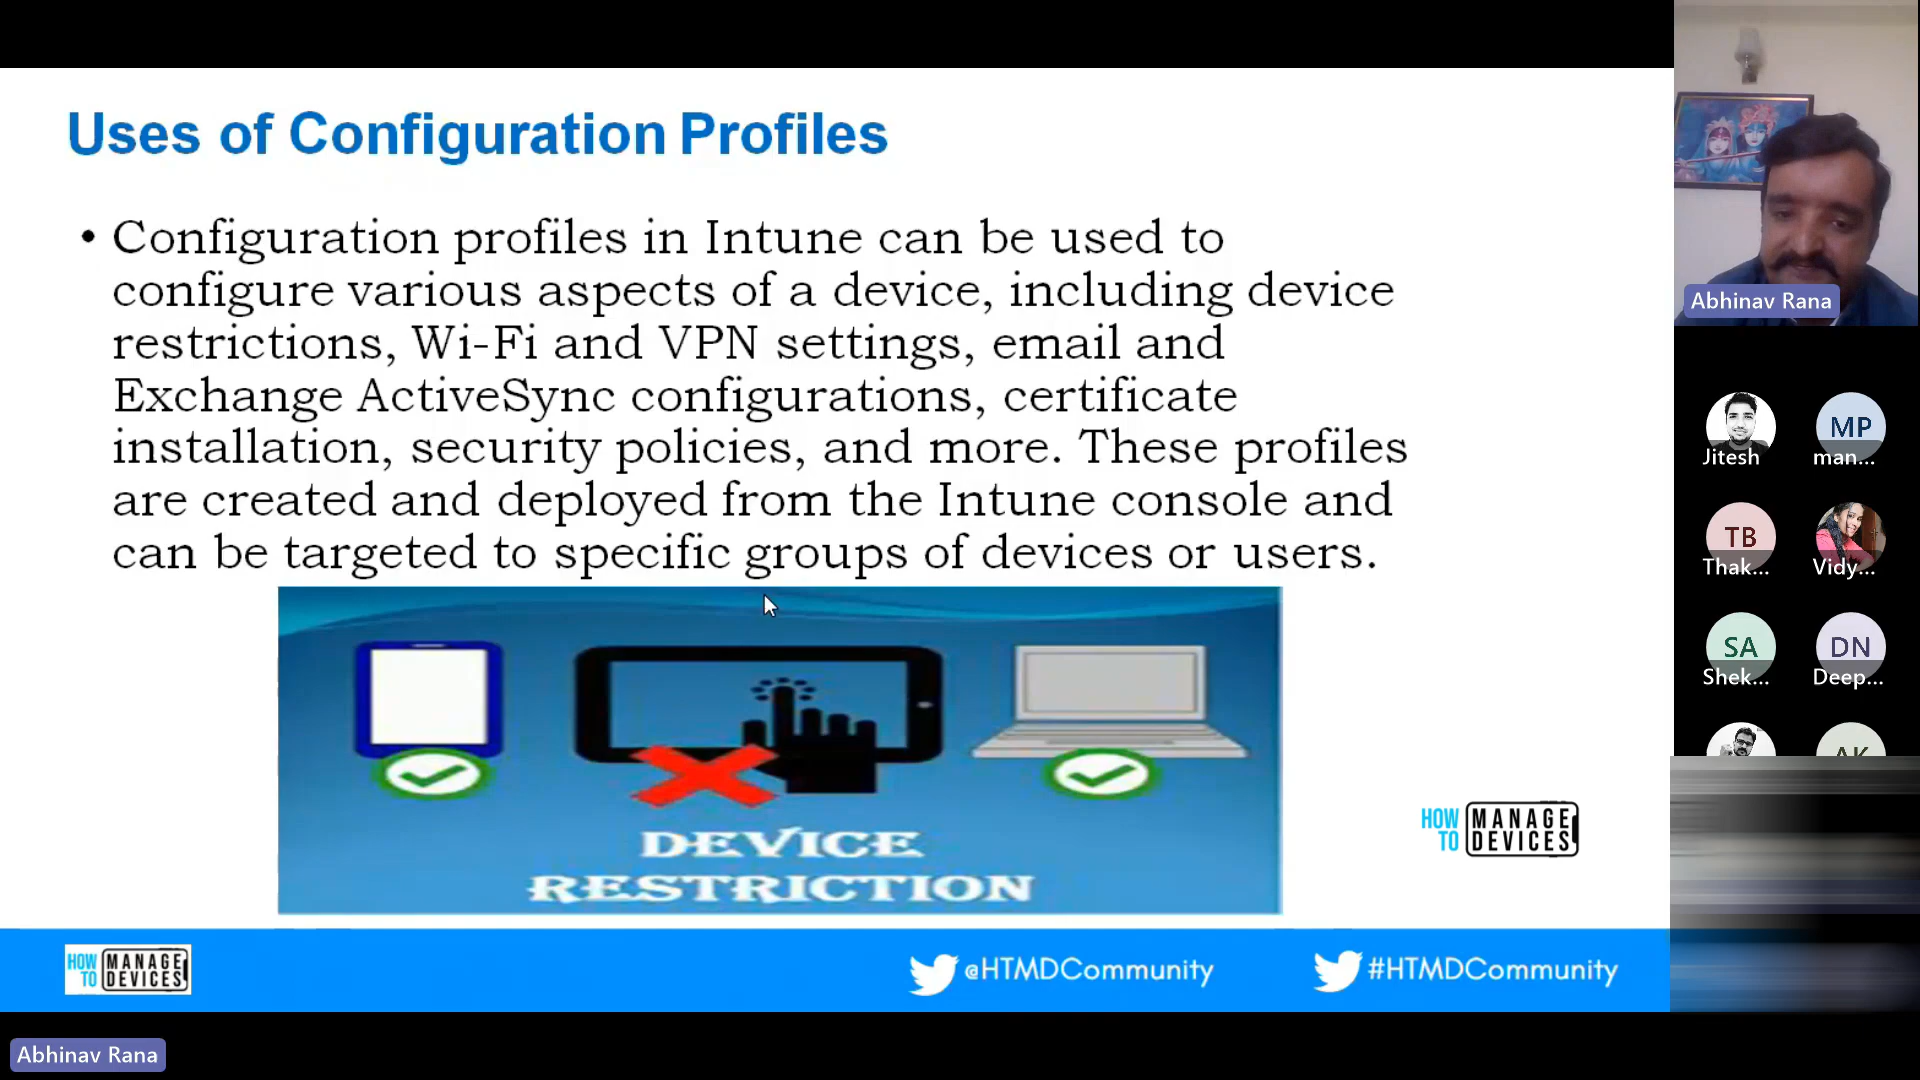 Uses of Configuration Profiles
• Configuration profiles in Intune can be used to
configure various aspects of a device, including device
restrictions, Wi-Fi and VPN settings, email and
Exchange ActiveSync configurations, certificate
installation, security policies, and more. These profiles
are created and deployed from the Intune console and
can be targeted to specific groups of devices or users.
DEVICE
RESTRICTION
HOW TO MANAGE DEVICES
HOW TO MANAGE DEVICES
@HTMDCommunity
#HTMDCommunity
Abhinav Rana
Abhinav Rana
MP
Jitesh
man...
TB
Thak...
Vidy...
SA
DN
Shek...
Deep...
AK